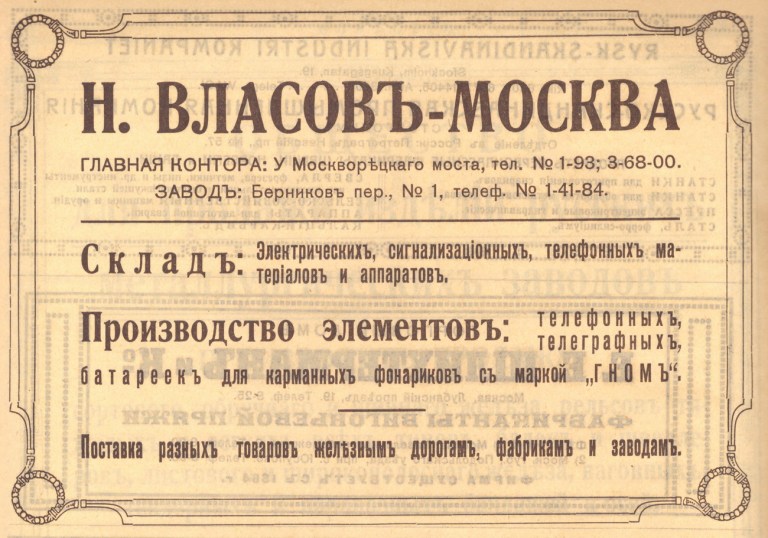 Н. ВЛАСОВЪ-МОСКВА
ГЛАВНАЯ КОНТОРА: У Москворѣцкаго моста, тел. № 1-93; 3-68-00.
ЗАВОДЪ: Берниковъ пер., № 1, телеф. № 1-41-84.
Складъ: Электрическихъ, сигнализаціонныхъ, телефонныхъ ма-
теріаловъ и аппаратовъ.
Производство элементовъ: телефонныхъ,
телеграфныхъ,
батареекъ для карманныхъ фонариковъ съ маркой „ГНОМЪ“.
Поставка разныхъ товаровъ желѣзнымъ дорогамъ, фабрикамъ и заводамъ.